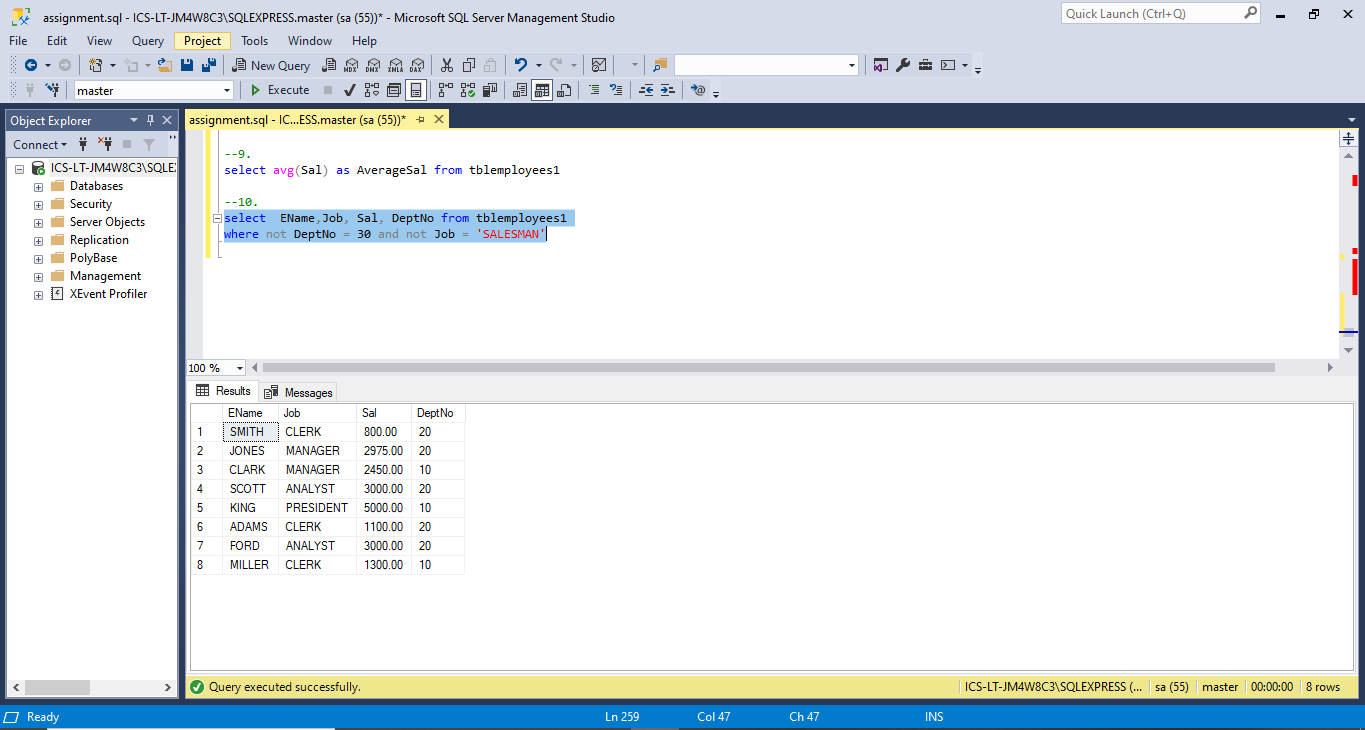 assignment.sql - ICS-LT-JM4W8C3\SQLEXPRESS.master (sa (55))* - Microsoft SQL Server Management Studio
Quick Launch (Ctrl+Q)
File Edit View Query Project Tools Window Help
New Query MDX DMX XMLA DAX
master Execute
Object Explorer
assignment.sql - IC...ESS.master (sa (55))*
Connect
ICS-LT-JM4W8C3\SQLE
Databases
Security
Server Objects
Replication
PolyBase
Management
XEvent Profiler
--9.
select avg(Sal) as AverageSal from tblemployees1
--10.
select  EName,Job, Sal, DeptNo from tblemployees1
where not DeptNo = 30 and not Job = 'SALESMAN'
100 %
Results Messages
EName Job Sal DeptNo
1 SMITH CLERK 800.00 20
2 JONES MANAGER 2975.00 20
3 CLARK MANAGER 2450.00 10
4 SCOTT ANALYST 3000.00 20
5 KING PRESIDENT 5000.00 10
6 ADAMS CLERK 1100.00 20
7 FORD ANALYST 3000.00 20
8 MILLER CLERK 1300.00 10
Query executed successfully. ICS-LT-JM4W8C3\SQLEXPRESS (... sa (55) master 00:00:00 8 rows
Ready Ln 259 Col 47 Ch 47 INS